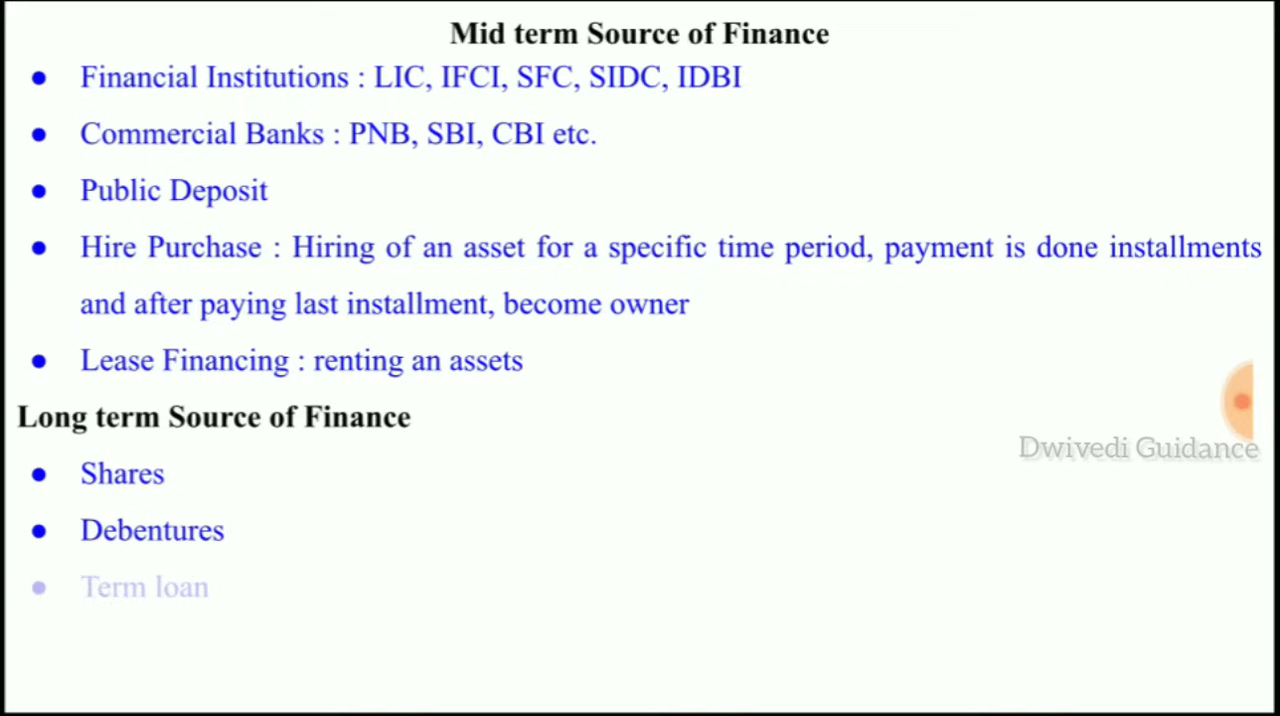 Mid term Source of Finance
● Financial Institutions : LIC, IFCI, SFC, SIDC, IDBI
● Commercial Banks : PNB, SBI, CBI etc.
● Public Deposit
● Hire Purchase : Hiring of an asset for a specific time period, payment is done installments
and after paying last installment, become owner
● Lease Financing : renting an assets
Long term Source of Finance
Dwivedi Guidance
● Shares
● Debentures
● Term loan